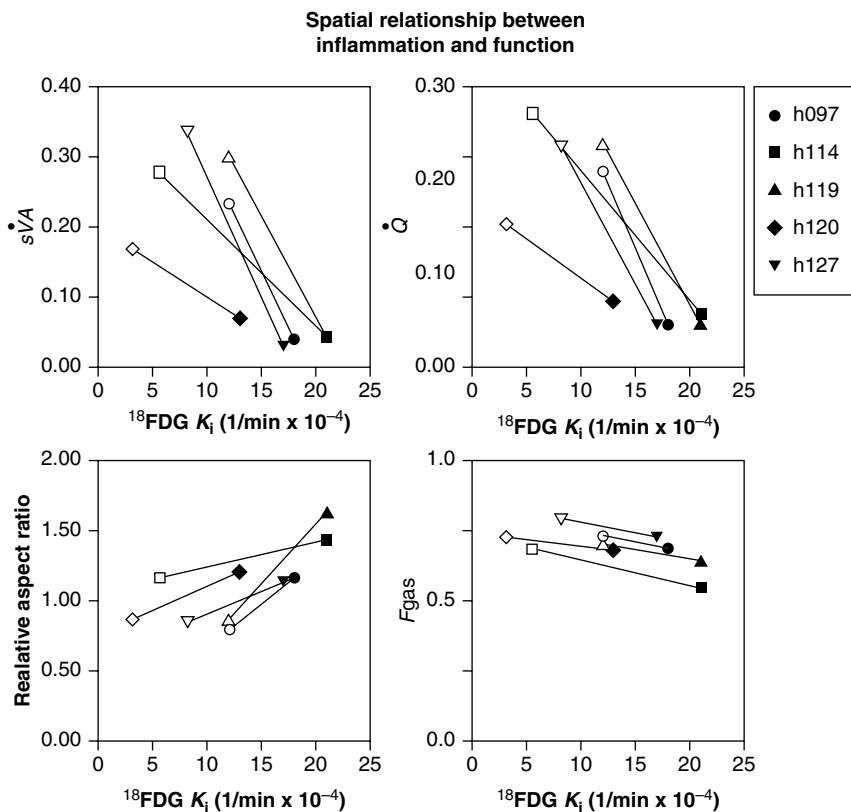 Spatial relationship between
inflammation and function
0.40
0.30
0.20
0.10
0.00
sV̇A
0 5 10 15 20 25
¹⁸FDG Kᵢ (1/min x 10⁻⁴)
0.30
0.20
0.10
0.00
Q̇
0 5 10 15 20 25
¹⁸FDG Kᵢ (1/min x 10⁻⁴)
h097
h114
h119
h120
h127
2.00
1.50
1.00
0.50
0.00
Realative aspect ratio
0 5 10 15 20 25
¹⁸FDG Kᵢ (1/min x 10⁻⁴)
1.0
0.5
0.0
Fgas
0 5 10 15 20 25
¹⁸FDG Kᵢ (1/min x 10⁻⁴)